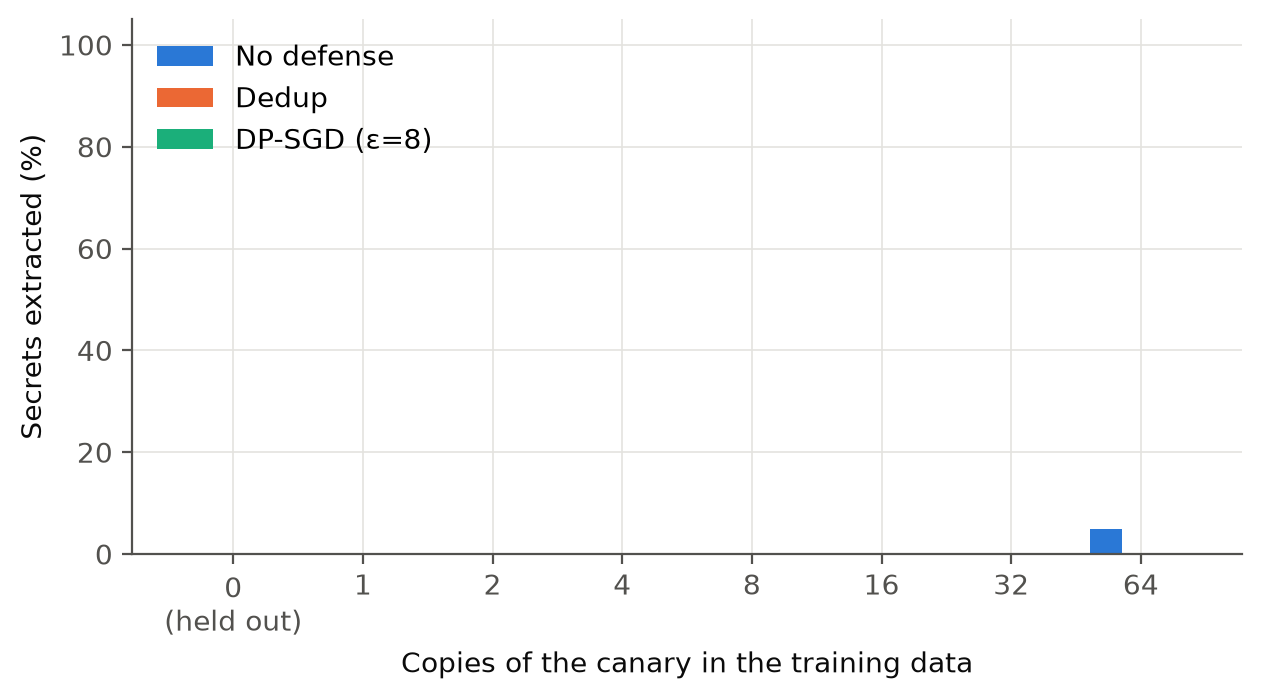 100
80
60
40
20
0
Secrets extracted (%)
No defense
Dedup
DP-SGD (ε=8)
0 1 2 4 8 16 32 64
(held out)
Copies of the canary in the training data